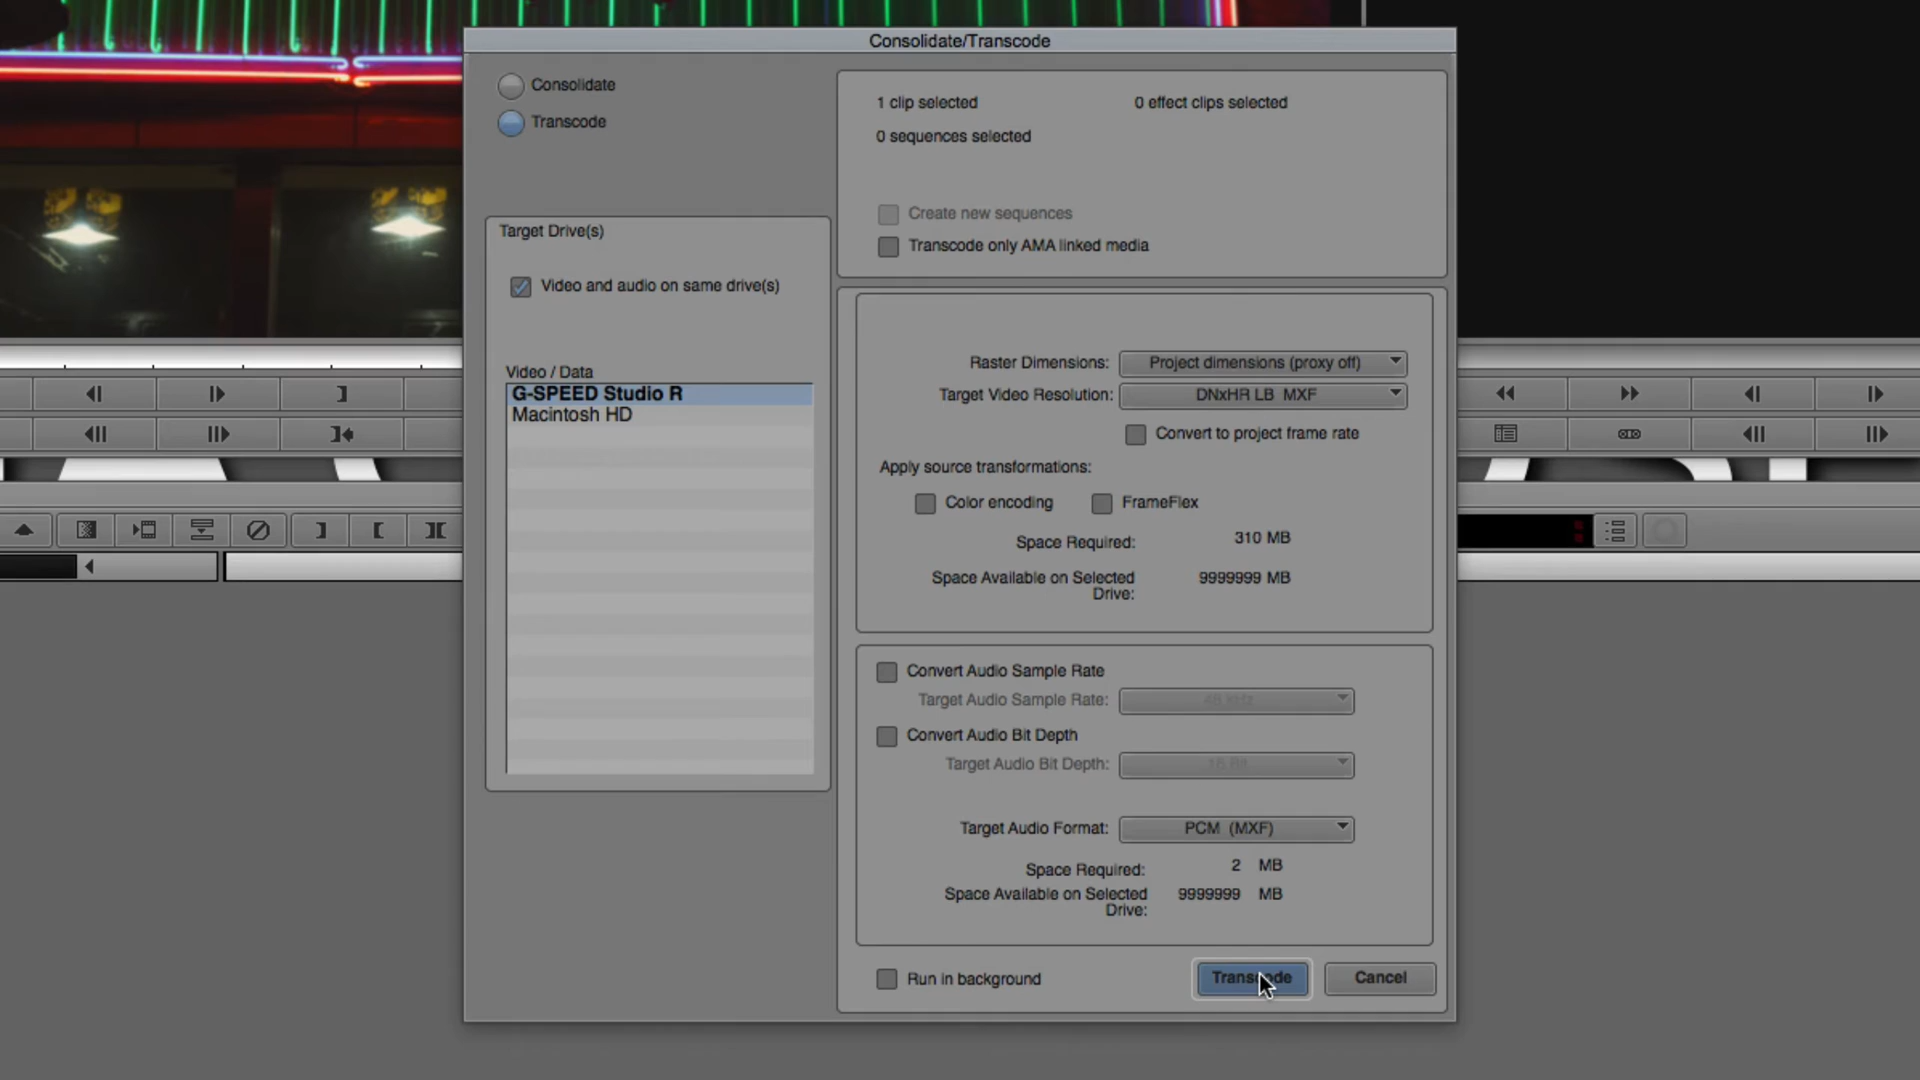 Consolidate/Transcode
Consolidate
Transcode
1 clip selected
0 effect clips selected
0 sequences selected
Create new sequences
Transcode only AMA linked media
Target Drive(s)
Video and audio on same drive(s)
Video / Data
G-SPEED Studio R
Macintosh HD
Raster Dimensions: Project dimensions (proxy off)
Target Video Resolution: DNxHR LB MXF
Convert to project frame rate
Apply source transformations:
Color encoding
FrameFlex
Space Required: 310 MB
Space Available on Selected 9999999 MB
Drive:
Convert Audio Sample Rate
Target Audio Sample Rate: 48 kHz
Convert Audio Bit Depth
Target Audio Bit Depth: 16 Bit
Target Audio Format: PCM (MXF)
Space Required: 2 MB
Space Available on Selected 9999999 MB
Drive:
Run in background
Transcode
Cancel